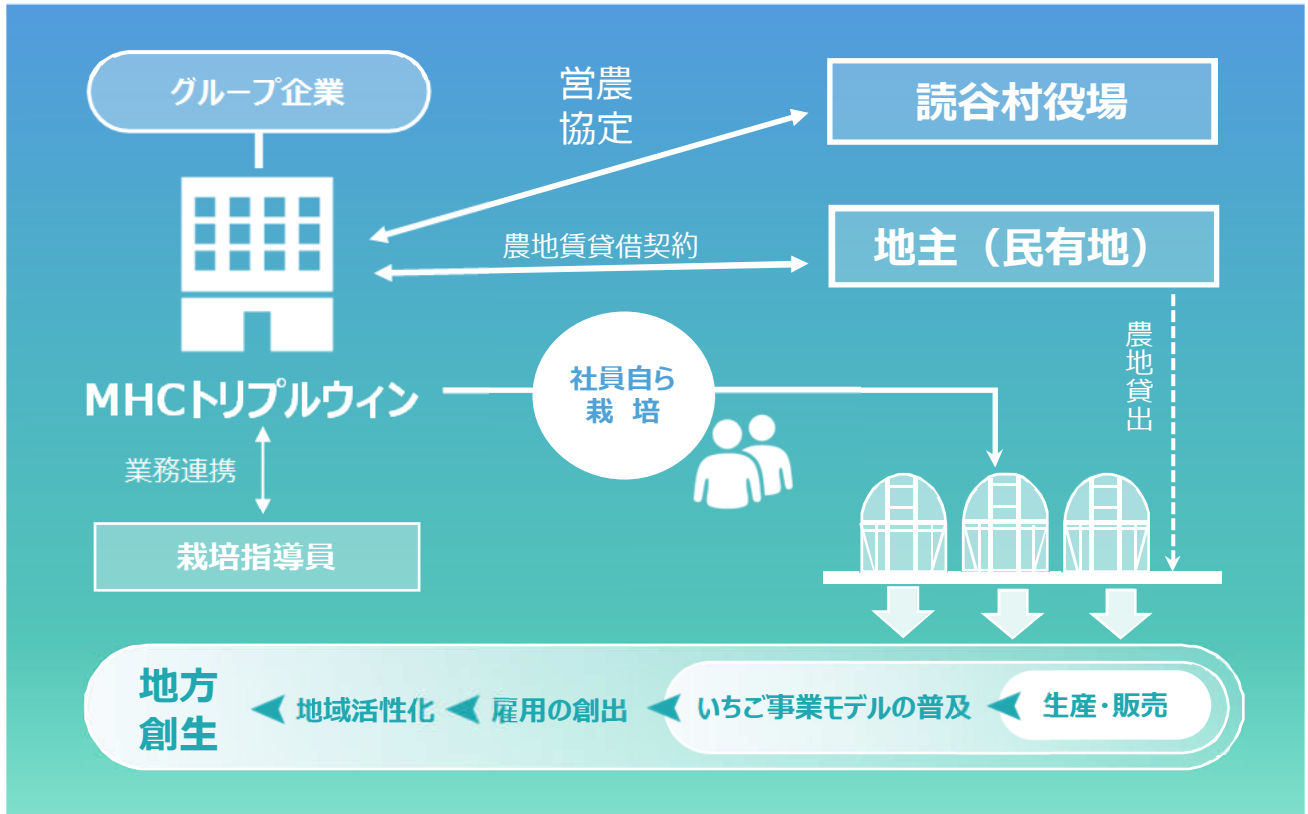 グループ企業
営農
協定
読谷村役場
農地賃貸借契約
地主（民有地）
MHCトリプルウィン
社員自ら
栽 培
農地貸出
業務連携
栽培指導員
地方
創生
地域活性化
雇用の創出
いちご事業モデルの普及
生産・販売